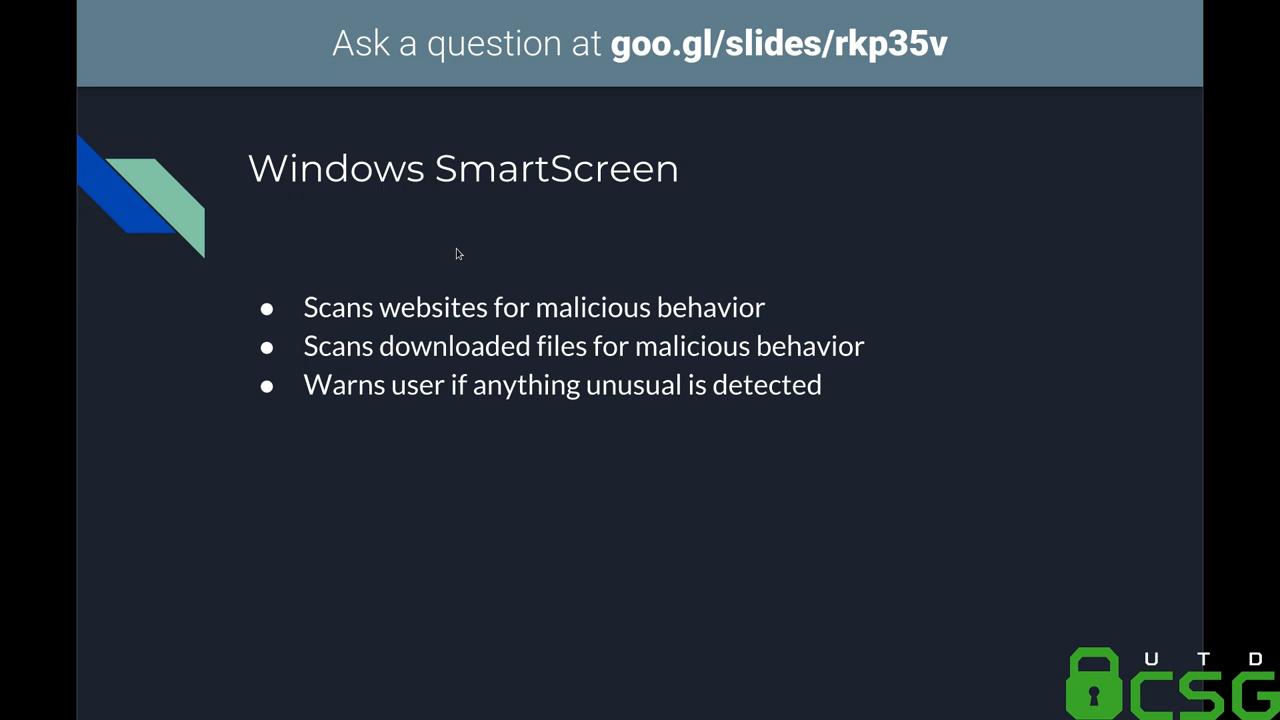 Ask a question at goo.gl/slides/rkp35v
Windows SmartScreen
● Scans websites for malicious behavior
● Scans downloaded files for malicious behavior
● Warns user if anything unusual is detected
UTD
CSG